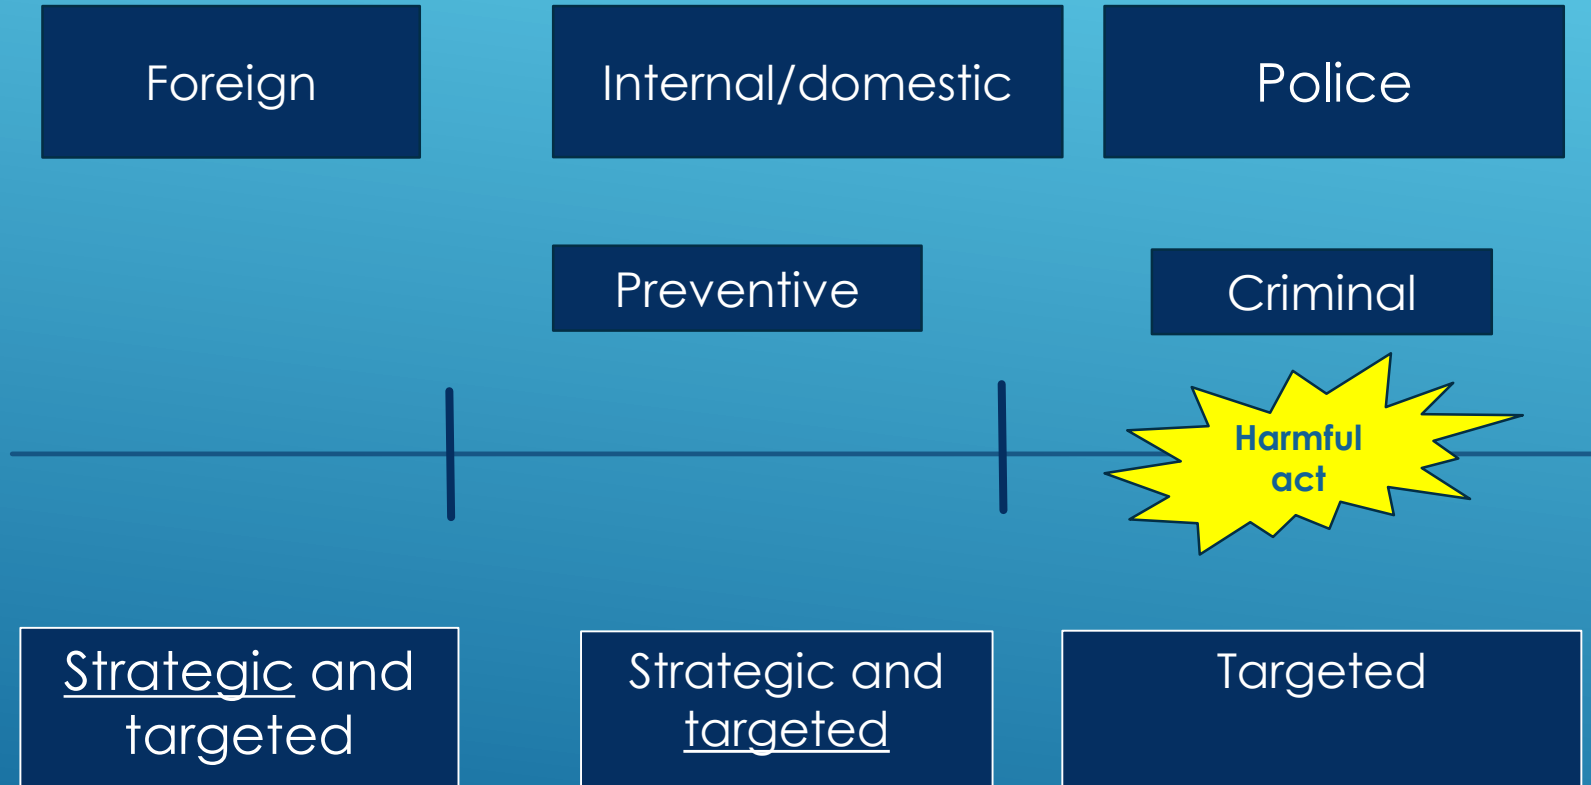 Foreign
Internal/domestic
Police
Preventive
Criminal
Harmful
act
Strategic and
targeted
Strategic and
targeted
Targeted